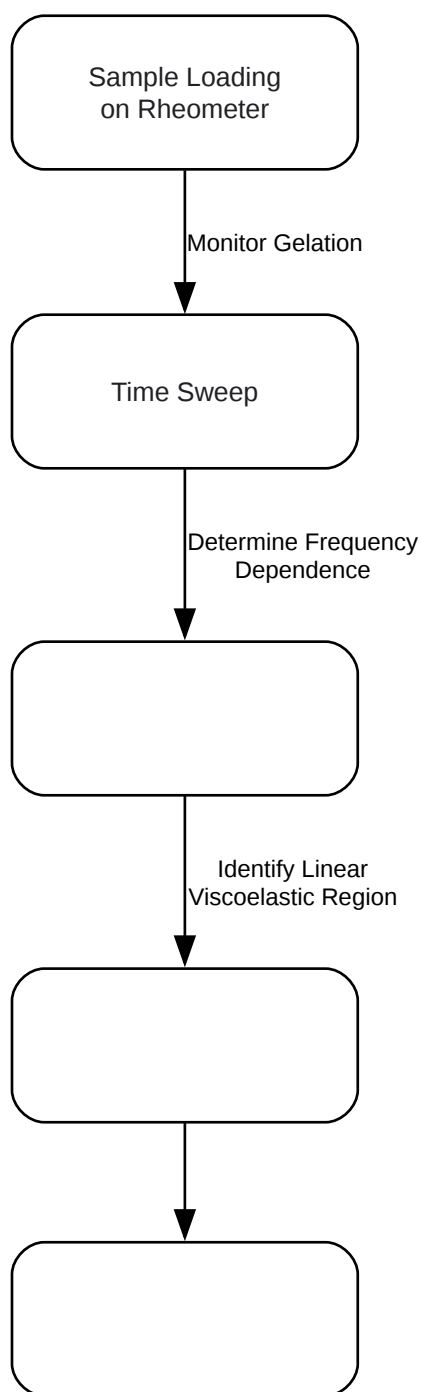 Sample Loading
on Rheometer
Monitor Gelation
Time Sweep
Determine Frequency
Dependence
Identify Linear
Viscoelastic Region